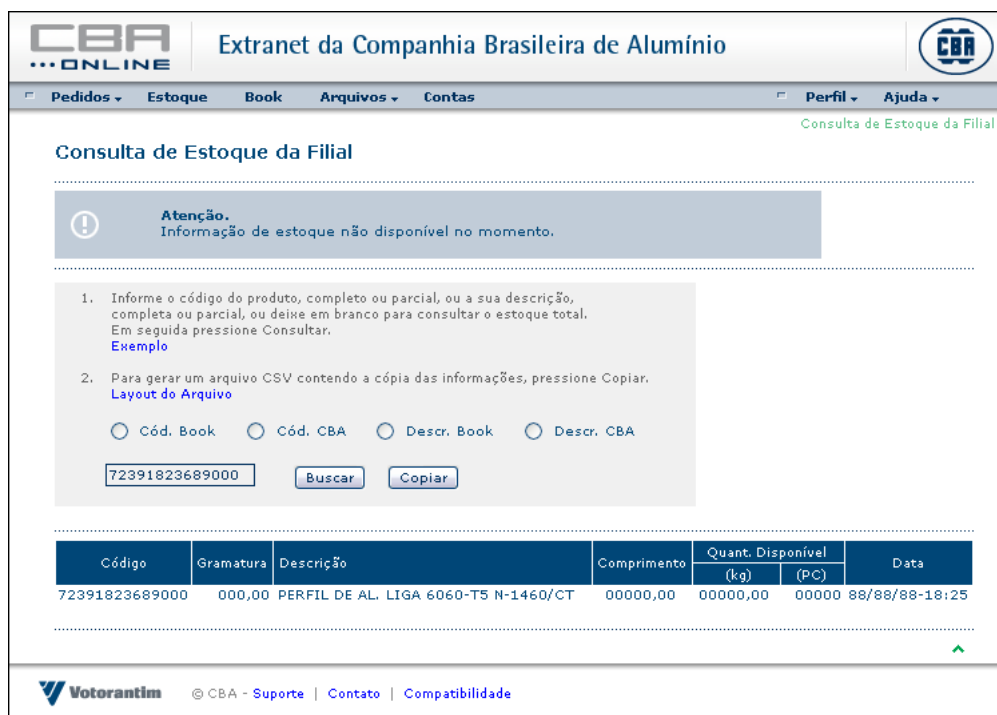 CBA
...ONLINE
Extranet da Companhia Brasileira de Alumínio
CBA
Pedidos Estoque Book Arquivos Contas Perfil Ajuda
Consulta de Estoque da Filial
Consulta de Estoque da Filial
Atenção.
Informação de estoque não disponível no momento.
1. Informe o código do produto, completo ou parcial, ou a sua descrição,
completa ou parcial, ou deixe em branco para consultar o estoque total.
Em seguida pressione Consultar.
Exemplo
2. Para gerar um arquivo CSV contendo a cópia das informações, pressione Copiar.
Layout do Arquivo
Cód. Book Cód. CBA Descr. Book Descr. CBA
72391823689000 Buscar Copiar
Código Gramatura Descrição Comprimento Quant. Disponível Data
(kg) (PC)
72391823689000 000,00 PERFIL DE AL. LIGA 6060-T5 N-1460/CT 00000,00 00000,00 00000 88/88/88-18:25
Votorantim © CBA - Suporte | Contato | Compatibilidade